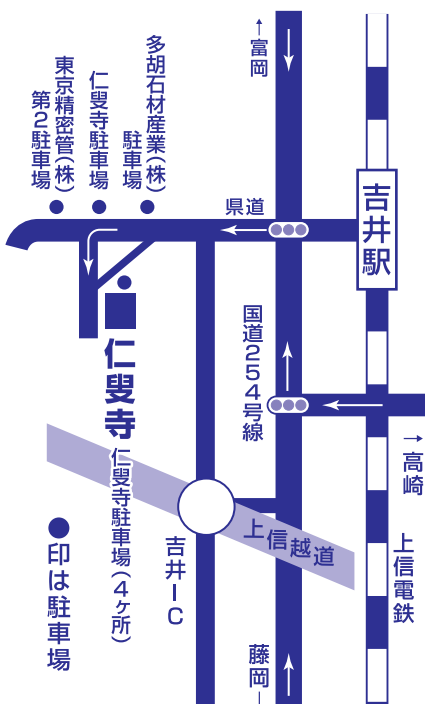 ←富岡
多胡石材産業(株)
駐車場
仁叟寺駐車場
東京精密管(株)
第2駐車場
県道
吉井駅
国道254号線
仁叟寺
仁叟寺駐車場(4ヶ所)
→高崎
上信電鉄
上信越道
吉井IC
●印は駐車場
藤岡